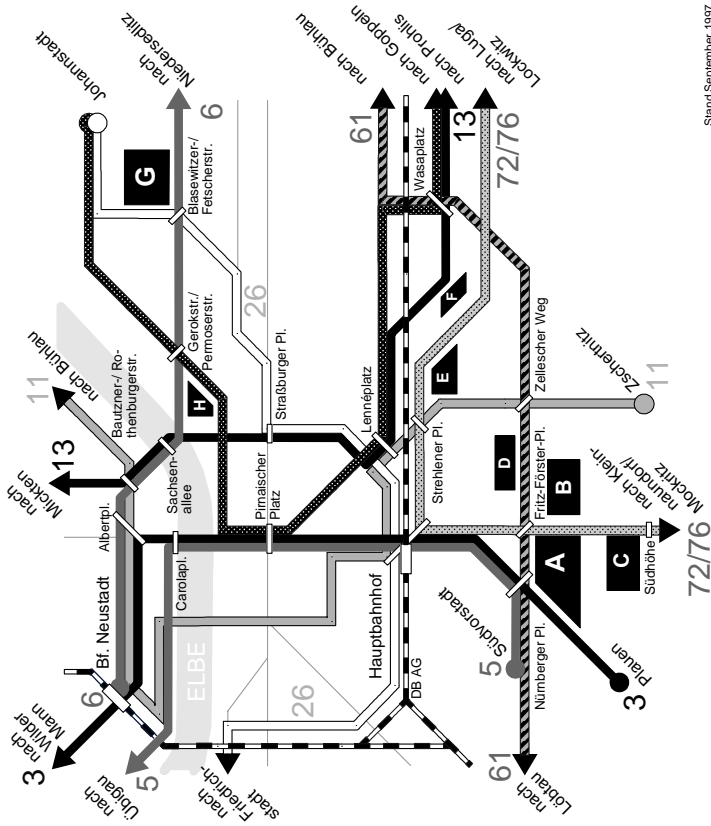 Johannstadt
nach
Niedersedlitz
6
G
Blasewitzer-/
Fetscherstr.
nach Bühlau
61
nach Goppeln
nach Prohlis
13
nach Luga/
Lockwitz
72/76
Wasaplatz
Stand September 1997
nach Bühlau
11
Bautzner-/ Ro-
thenburgerstr.
Gerokstr./
Permoserstr.
26
H
Straßburger Pl.
Lennéplatz
F
E
Zellescher Weg
Zschertnitz
11
nach
Mickten
13
Albertpl.
Sachsen-
allee
Pirnaischer
Platz
Strehlener Pl.
D
Fritz-Förster-Pl.
B
nach Klein-
naundorf/
Mockritz
72/76
Carolapl.
Bf. Neustadt
6
ELBE
Hauptbahnhof
DB AG
Südvorstadt
5
Nürnberger Pl.
A
C
Südhöhe
Plauen
3
nach
Wilder
Mann
3
nach
Übigau
5
26
nach
Friedrich-
stadt
61
nach
Löbtau